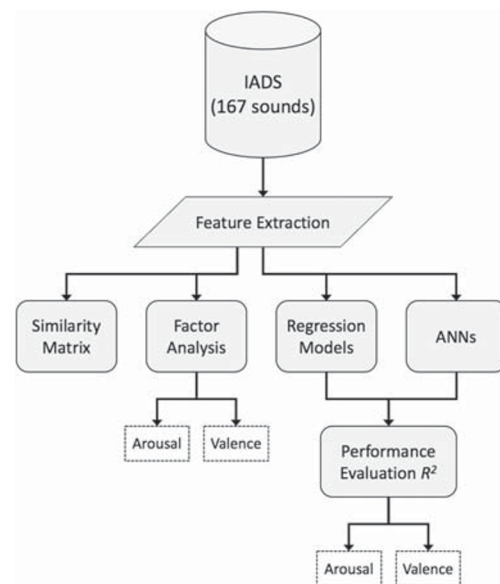 IADS
(167 sounds)
Feature Extraction
Similarity
Matrix
Factor
Analysis
Regression
Models
ANNs
Arousal
Valence
Performance
Evaluation R²
Arousal
Valence